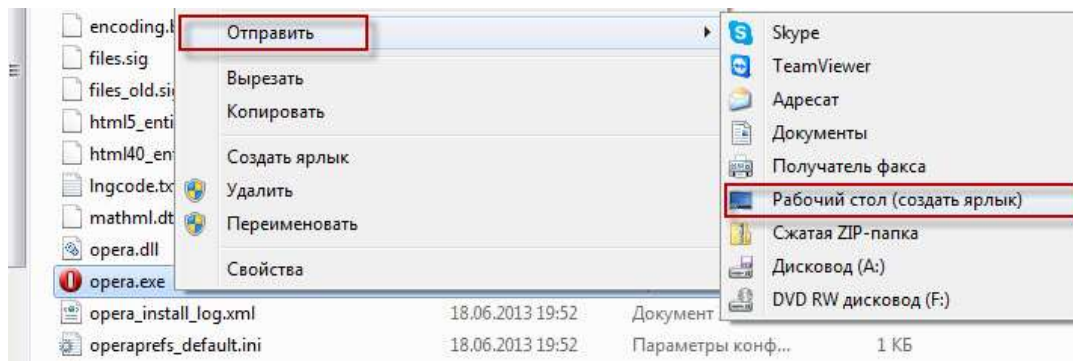 encoding.
files.sig
files_old.si
html5_enti
html40_en
lngcode.tx
mathml.dt
opera.dll
opera.exe
opera_install_log.xml 18.06.2013 19:52 Документ
operaprefs_default.ini 18.06.2013 19:52 Параметры конф... 1 КБ
Отправить
Вырезать
Копировать
Создать ярлык
Удалить
Переименовать
Свойства
Skype
TeamViewer
Адресат
Документы
Получатель факса
Рабочий стол (создать ярлык)
Сжатая ZIP-папка
Дисковод (A:)
DVD RW дисковод (F:)